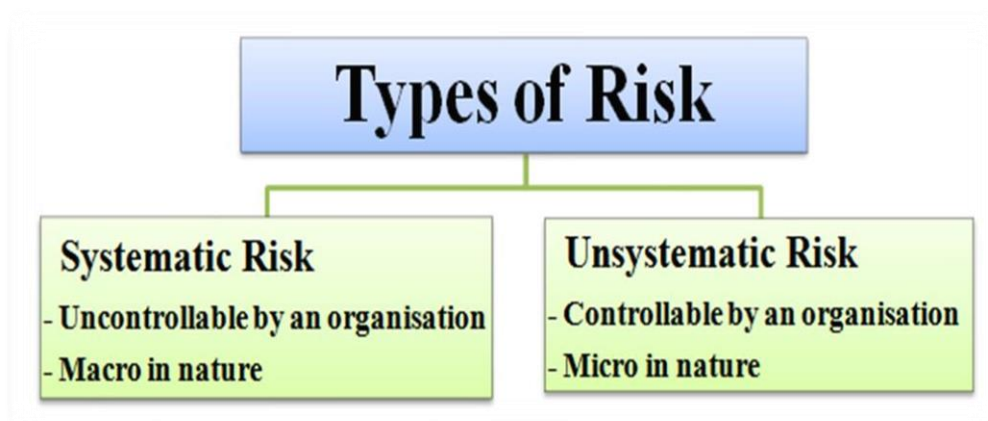 Types of Risk
Systematic Risk
- Uncontrollable by an organisation
- Macro in nature
Unsystematic Risk
- Controllable by an organisation
- Micro in nature